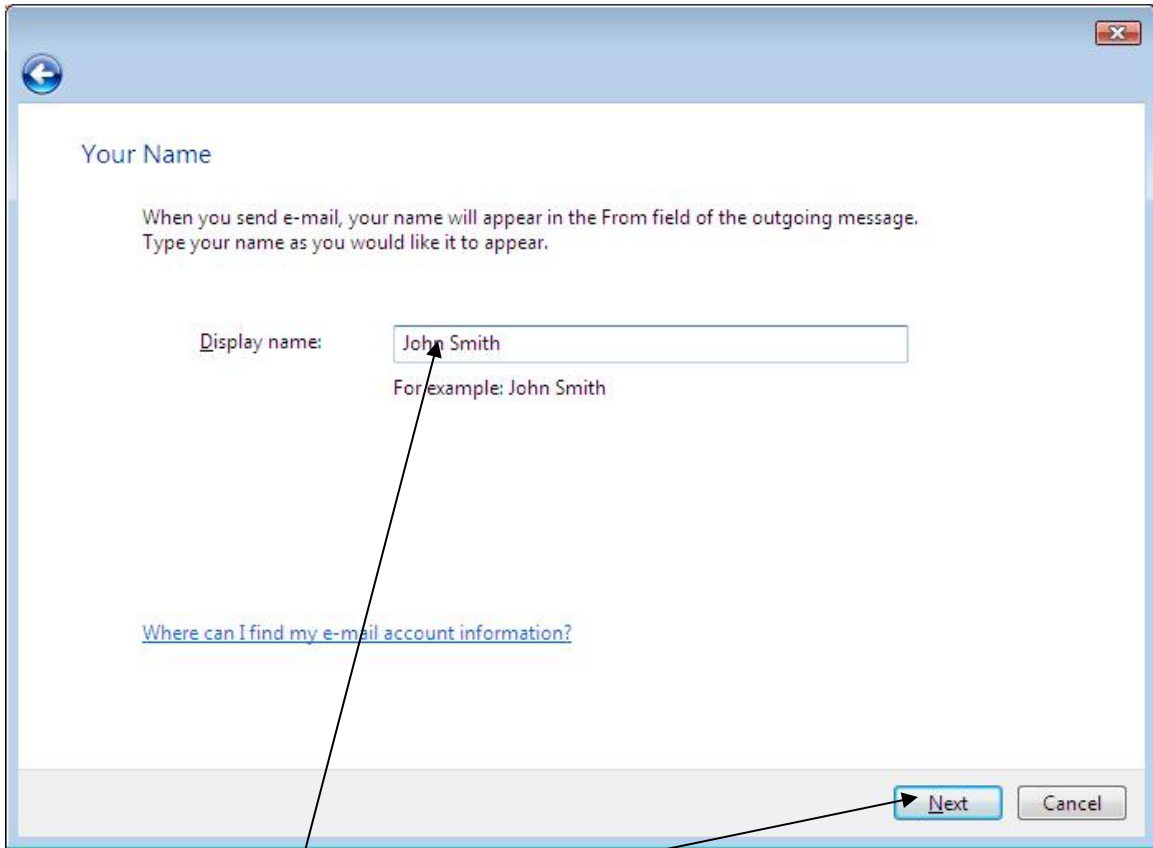 Your Name
When you send e-mail, your name will appear in the From field of the outgoing message.
Type your name as you would like it to appear.
Display name: John Smith
For example: John Smith
Where can I find my e-mail account information?
Next Cancel